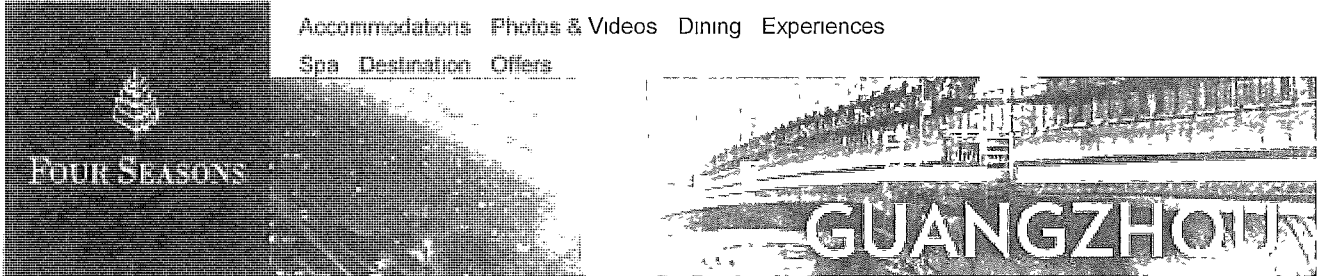 Accommodations Photos & Videos Dining Experiences
Spa Destination Offers
FOUR SEASONS
GUANGZHOU